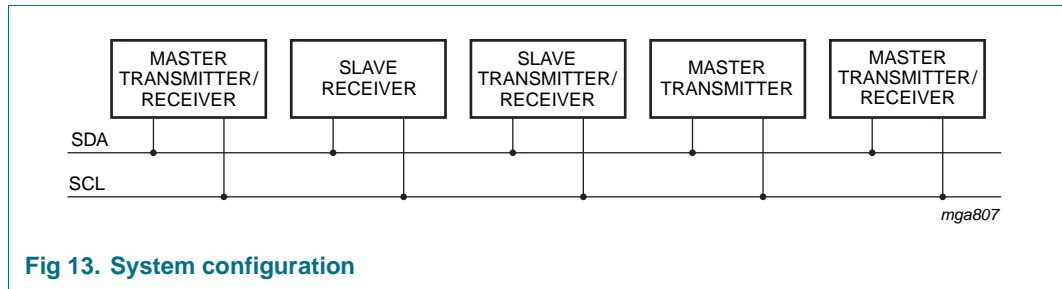 MASTER
TRANSMITTER/
RECEIVER
SLAVE
RECEIVER
SLAVE
TRANSMITTER/
RECEIVER
MASTER
TRANSMITTER
MASTER
TRANSMITTER/
RECEIVER
SDA
SCL
mga807
Fig 13. System configuration